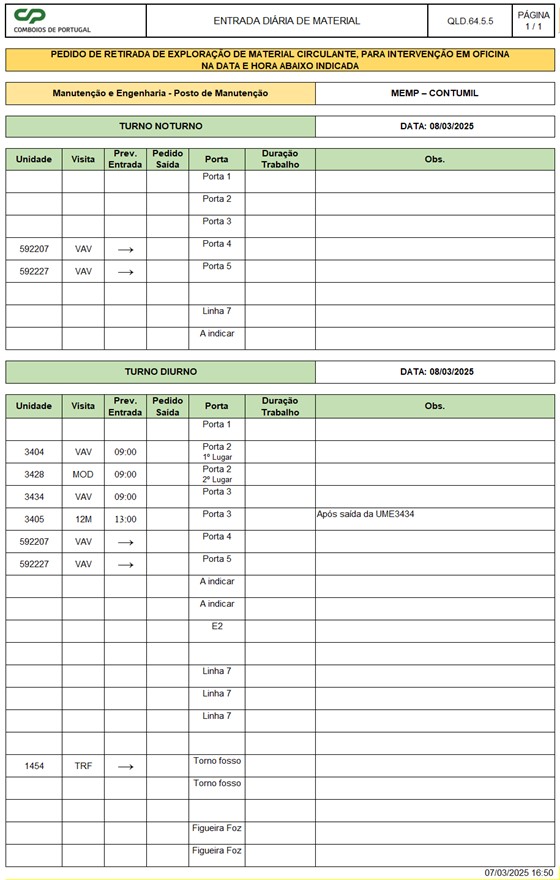 CP
COMBOIOS DE PORTUGAL
ENTRADA DIÁRIA DE MATERIAL
QLD.64.5.5
PÁGINA
1 / 1
PEDIDO DE RETIRADA DE EXPLORAÇÃO DE MATERIAL CIRCULANTE, PARA INTERVENÇÃO EM OFICINA
NA DATA E HORA ABAIXO INDICADA
Manutenção e Engenharia - Posto de Manutenção
MEMP – CONTUMIL
TURNO NOTURNO
DATA: 08/03/2025
Unidade Visita Prev. Entrada Pedido Saída Porta Duração Trabalho Obs.
Porta 1
Porta 2
Porta 3
592207 VAV → Porta 4
592227 VAV → Porta 5
Linha 7
A indicar
TURNO DIURNO
DATA: 08/03/2025
Unidade Visita Prev. Entrada Pedido Saída Porta Duração Trabalho Obs.
Porta 1
3404 VAV 09:00 Porta 2 1º Lugar
3428 MOD 09:00 Porta 2 2º Lugar
3434 VAV 09:00 Porta 3
3405 12M 13:00 Porta 3 Após saída da UME3434
592207 VAV → Porta 4
592227 VAV → Porta 5
A indicar
A indicar
E2
Linha 7
Linha 7
Linha 7
1454 TRF → Torno fosso
Torno fosso
Figueira Foz
Figueira Foz
07/03/2025 16:50